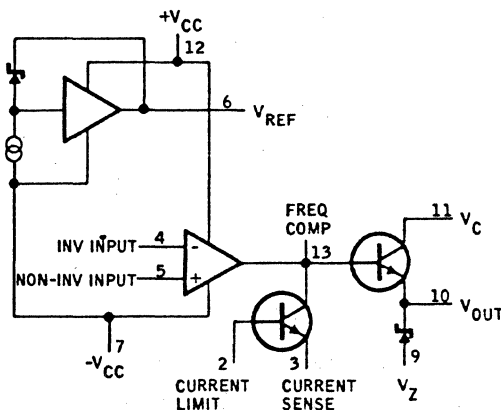 +VCC
12
6
VREF
FREQ
COMP
11
VC
INV INPUT
4
-
13
NON-INV INPUT
5
+
10
VOUT
7
-VCC
2
3
9
CURRENT
LIMIT
CURRENT
SENSE
VZ